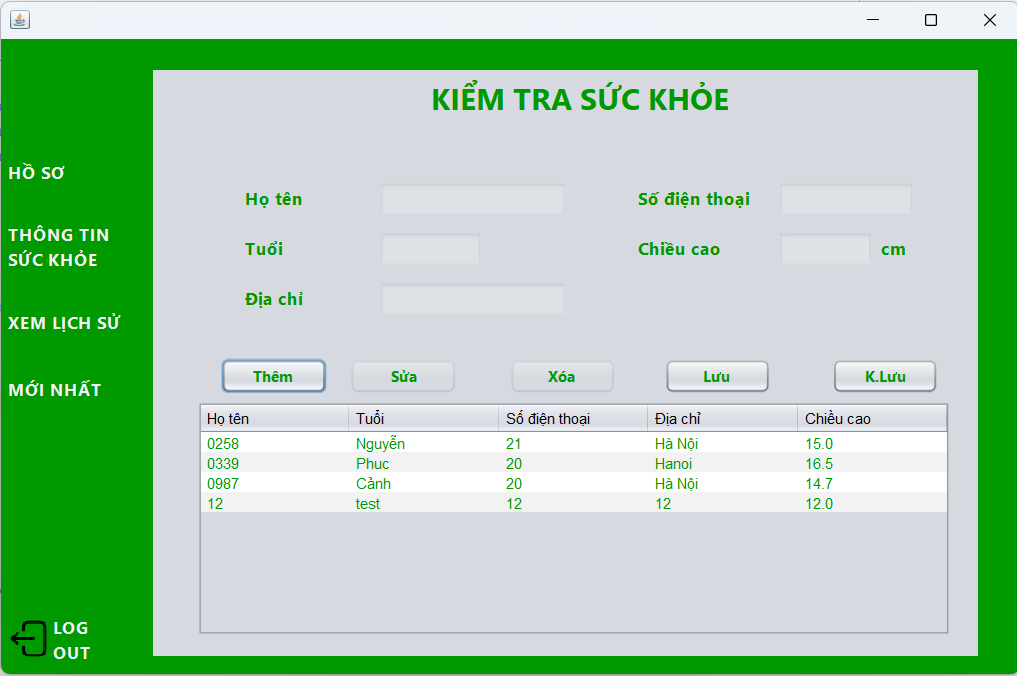 KIỂM TRA SỨC KHỎE
HỒ SƠ
THÔNG TIN
SỨC KHỎE
XEM LỊCH SỬ
MỚI NHẤT
LOG
OUT
Họ tên
Số điện thoại
Tuổi
Chiều cao cm
Địa chỉ
Thêm Sửa Xóa Lưu K.Lưu
Họ tên Tuổi Số điện thoại Địa chỉ Chiều cao
0258 Nguyễn 21 Hà Nội 15.0
0339 Phuc 20 Hanoi 16.5
0987 Cảnh 20 Hà Nội 14.7
12 test 12 12 12.0